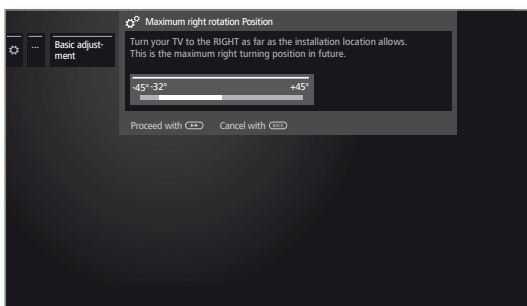 Maximum right rotation Position
...
Basic adjust-
ment
Turn your TV to the RIGHT as far as the installation location allows.
This is the maximum right turning position in future.
-45° -32° +45°
Proceed with Cancel with BACK